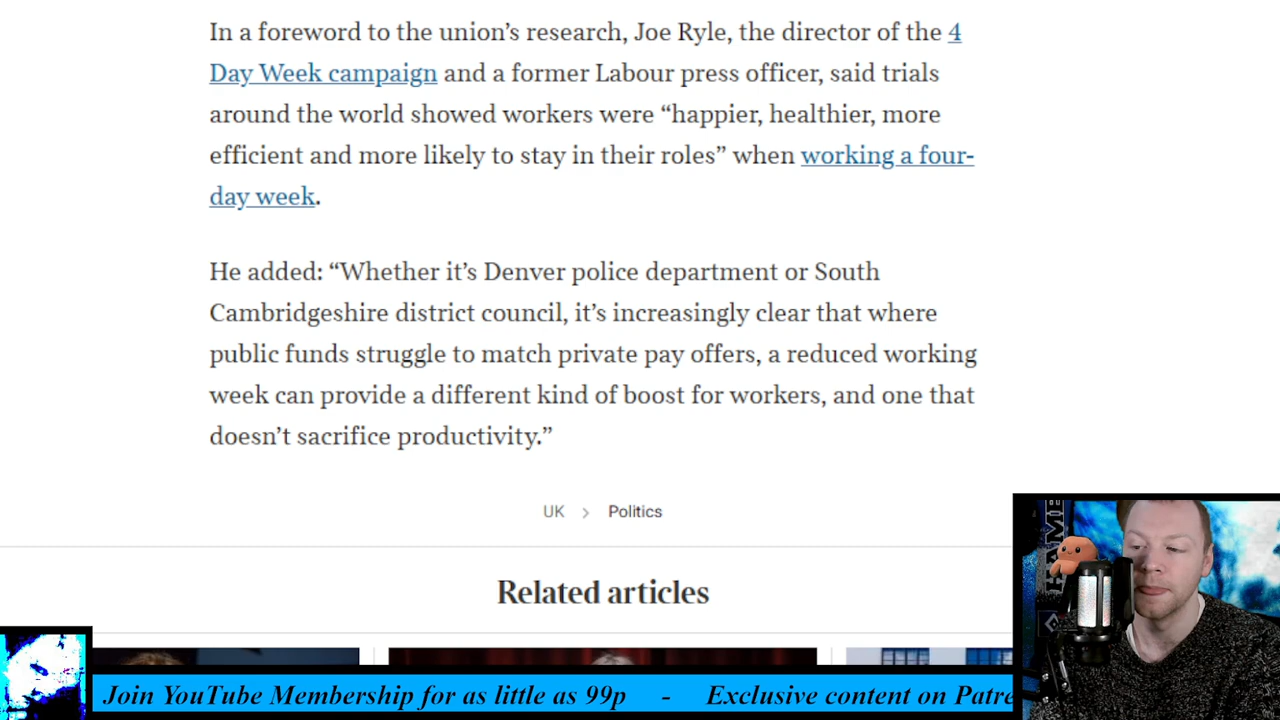 In a foreword to the union’s research, Joe Ryle, the director of the 4
Day Week campaign and a former Labour press officer, said trials
around the world showed workers were “happier, healthier, more
efficient and more likely to stay in their roles” when working a four-
day week.
He added: “Whether it’s Denver police department or South
Cambridgeshire district council, it’s increasingly clear that where
public funds struggle to match private pay offers, a reduced working
week can provide a different kind of boost for workers, and one that
doesn’t sacrifice productivity.”
UK > Politics
Related articles
Join YouTube Membership for as little as 99p - Exclusive content on Patre